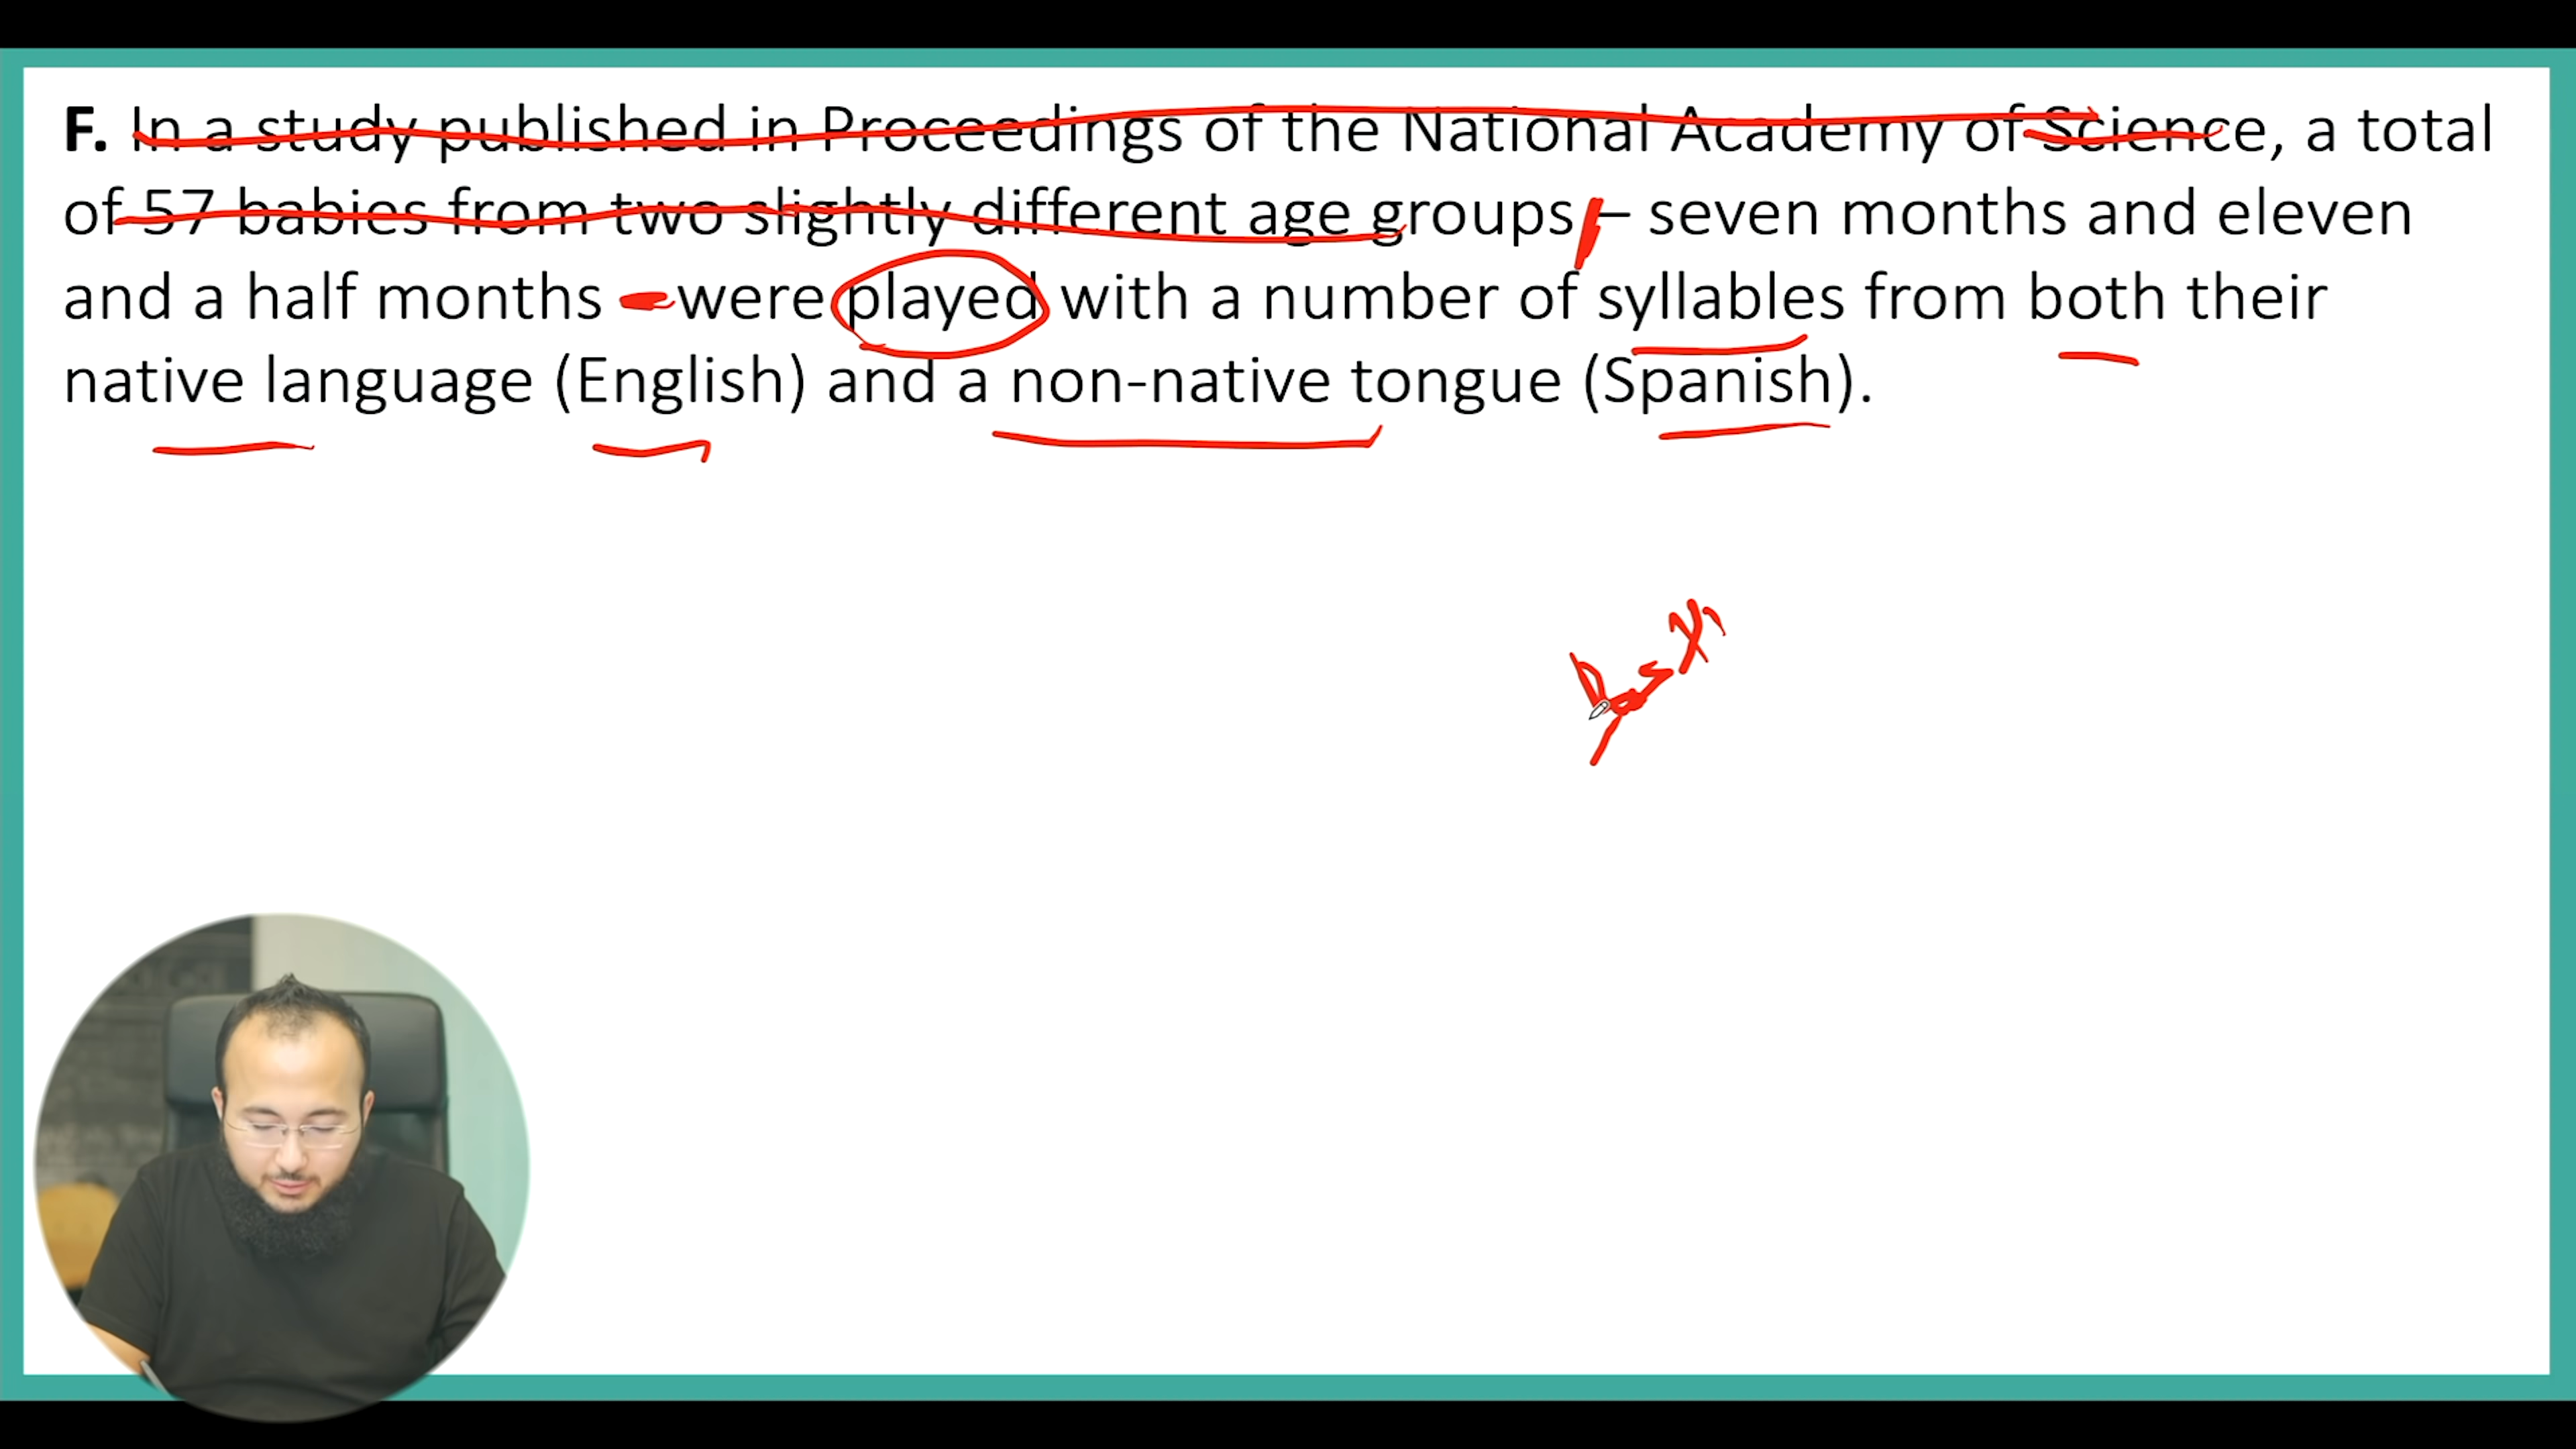 F. In a study published in Proceedings of the National Academy of Science, a total
of 57 babies from two slightly different age groups – seven months and eleven
and a half months – were played with a number of syllables from both their
native language (English) and a non-native tongue (Spanish).